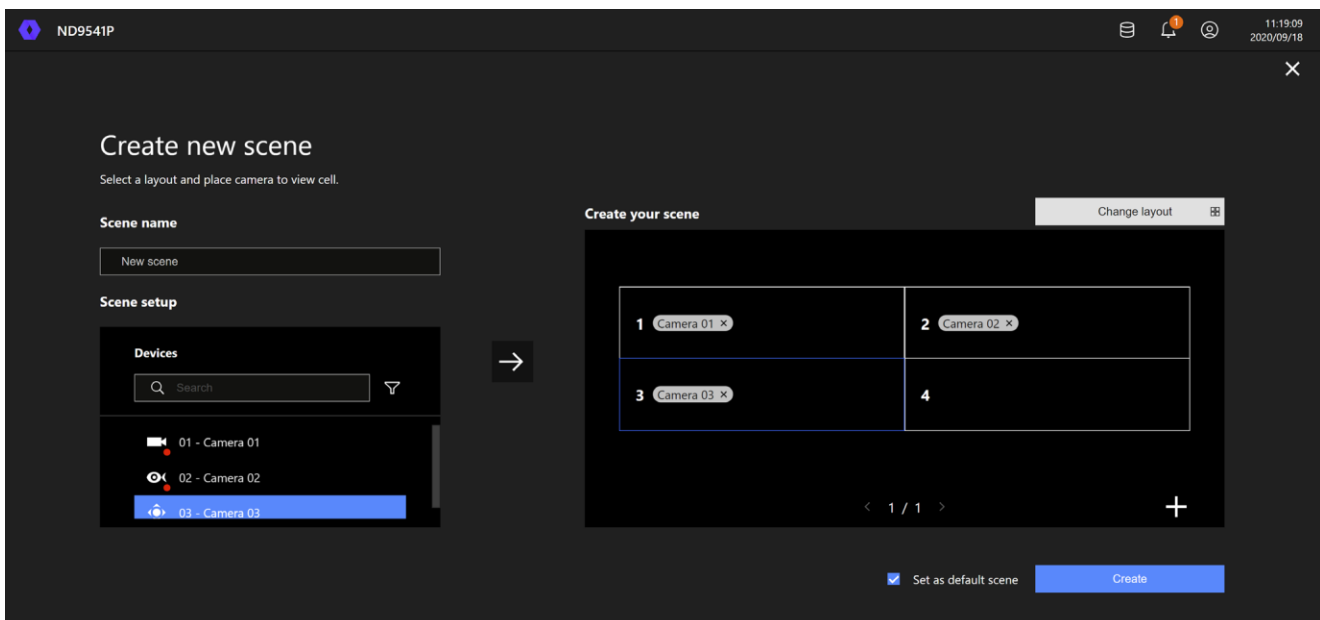 ND9541P
1
11:19:09
2020/09/18
Create new scene
Select a layout and place camera to view cell.
Scene name
New scene
Scene setup
Devices
Search
01 - Camera 01
02 - Camera 02
03 - Camera 03
Create your scene
Change layout
1 Camera 01 ×
2 Camera 02 ×
3 Camera 03 ×
4
< 1 / 1 >
Set as default scene
Create